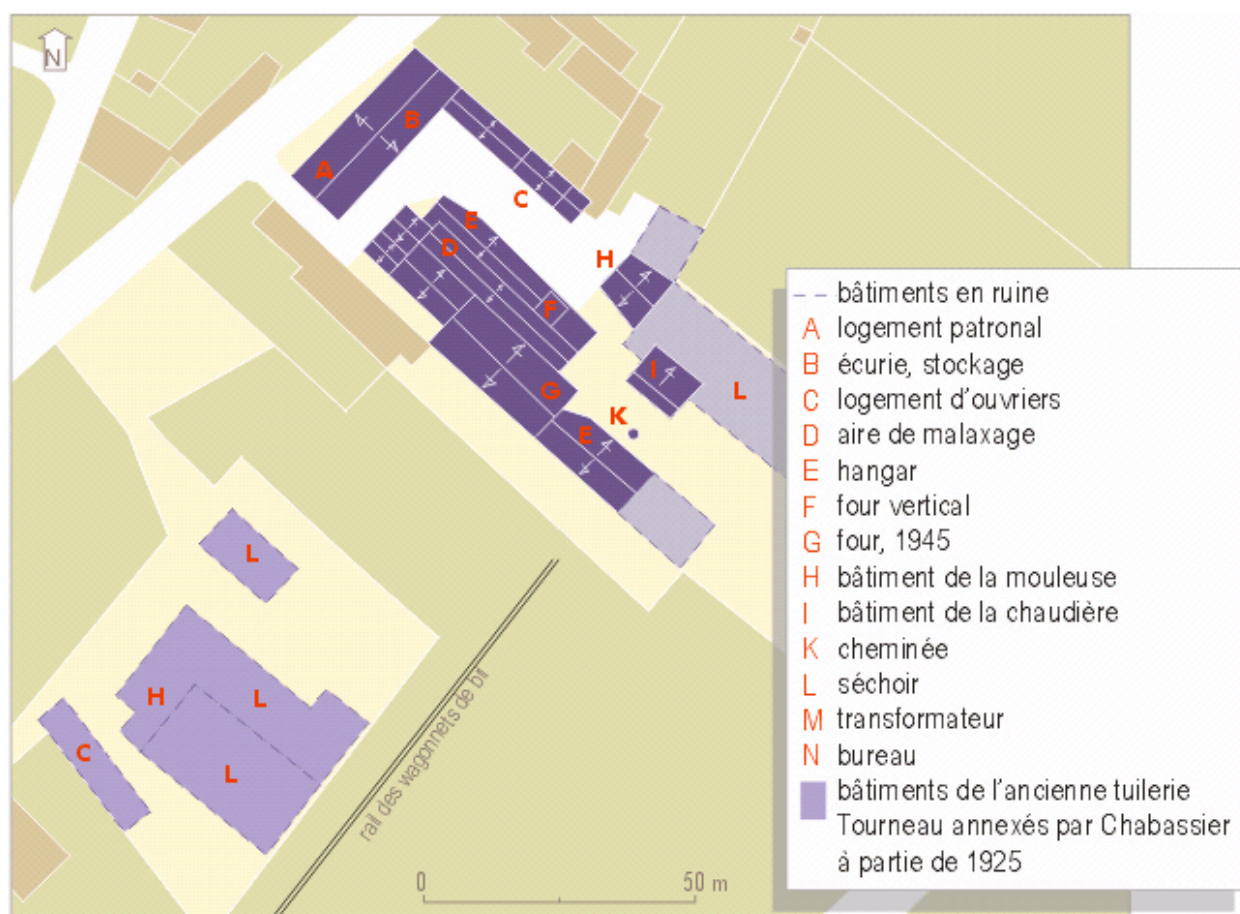 N
B
A
C
E
D
H
F
I
L
G
K
E
bâtiments en ruine
A logement patronal
B écurie, stockage
C logement d'ouvriers
D aire de malaxage
E hangar
F four vertical
G four, 1945
H bâtiment de la mouleuse
I bâtiment de la chaudière
K cheminée
L séchoir
M transformateur
N bureau
bâtiments de l'ancienne tuilerie
Tourneau annexés par Chabassier
à partie de 1925
L
H
L
C
L
rail des wagonnets de
0 50 m